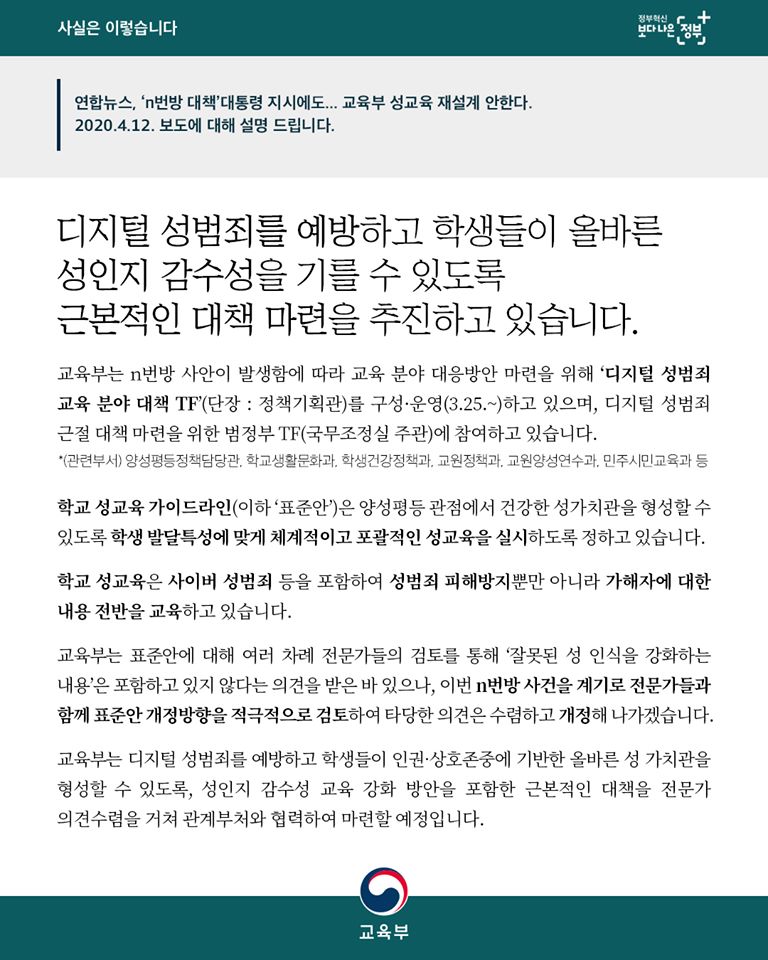 사실은 이렇습니다
정부혁신
보다나은 정부
연합뉴스, ‘n번방 대책’대통령 지시에도... 교육부 성교육 재설계 안한다.
2020.4.12. 보도에 대해 설명 드립니다.
디지털 성범죄를 예방하고 학생들이 올바른
성인지 감수성을 기를 수 있도록
근본적인 대책 마련을 추진하고 있습니다.
교육부는 n번방 사안이 발생함에 따라 교육 분야 대응방안 마련을 위해 ‘디지털 성범죄
교육 분야 대책 TF’(단장 : 정책기획관)를 구성·운영(3.25.~)하고 있으며, 디지털 성범죄
근절 대책 마련을 위한 범정부 TF(국무조정실 주관)에 참여하고 있습니다.
*(관련부서) 양성평등정책담당관, 학교생활문화과, 학생건강정책과, 교원정책과, 교원양성연수과, 민주시민교육과 등
학교 성교육 가이드라인(이하 ‘표준안’)은 양성평등 관점에서 건강한 성가치관을 형성할 수
있도록 학생 발달특성에 맞게 체계적이고 포괄적인 성교육을 실시하도록 정하고 있습니다.
학교 성교육은 사이버 성범죄 등을 포함하여 성범죄 피해방지뿐만 아니라 가해자에 대한
내용 전반을 교육하고 있습니다.
교육부는 표준안에 대해 여러 차례 전문가들의 검토를 통해 ‘잘못된 성 인식을 강화하는
내용’은 포함하고 있지 않다는 의견을 받은 바 있으나, 이번 n번방 사건을 계기로 전문가들과
함께 표준안 개정방향을 적극적으로 검토하여 타당한 의견은 수렴하고 개정해 나가겠습니다.
교육부는 디지털 성범죄를 예방하고 학생들이 인권·상호존중에 기반한 올바른 성 가치관을
형성할 수 있도록, 성인지 감수성 교육 강화 방안을 포함한 근본적인 대책을 전문가
의견수렴을 거쳐 관계부처와 협력하여 마련할 예정입니다.
교육부